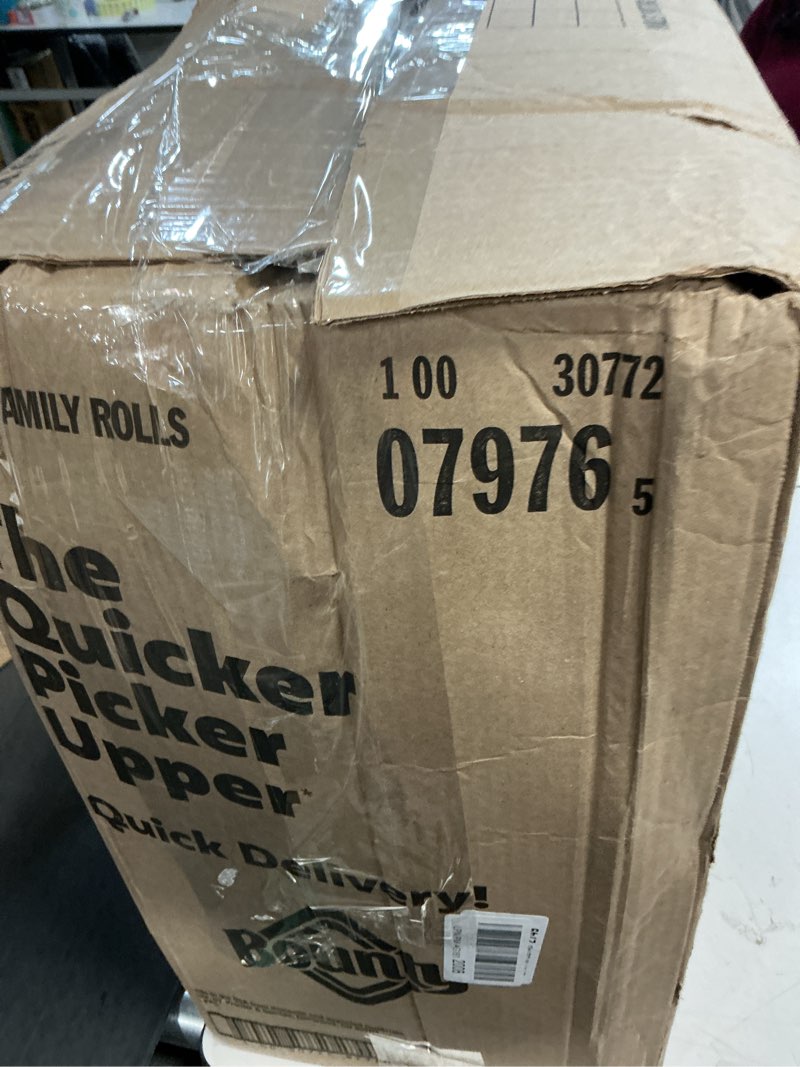 1 00 30772
07976 5
AMILY ROLLS
The
Quicker
Picker
Upper*
Quick Delivery!
Bounty